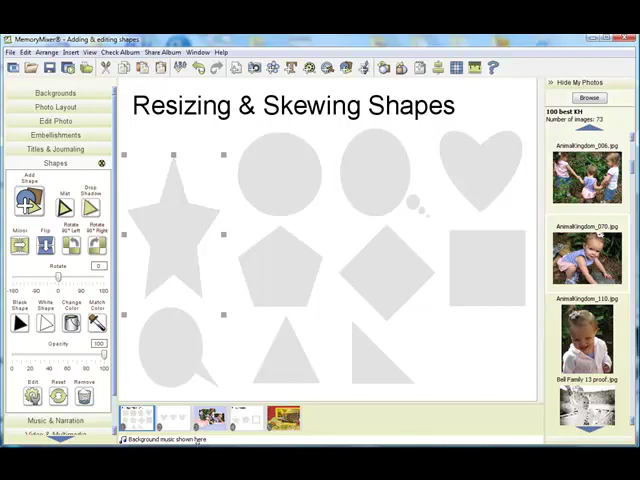 MemoryMixer® - Adding & editing shapes
File Edit Album Insert View Check Album Share Album Window Help
Backgrounds
Photo Layout
Edit Photo
Embellishments
Titles & Journaling
Shapes
Add Shape
Mat
Drop Shadow
Mirror
Flip
Rotate 90° Left
Rotate 90° Right
Rotate 0
-180 -90 0 90 180
Black Shape
White Shape
Change Color
Match Color
Opacity 100
0 20 40 60 80 100
Edit
Reset
Remove
Music & Narration
Video & Multimedia
Resizing & Skewing Shapes
Background music shown here
Hide My Photos
Browse
100 best KH
Number of images: 73
AnimalKingdom_006.jpg
AnimalKingdom_070.jpg
AnimalKingdom_110.jpg
Bell Family 13 proof.jpg